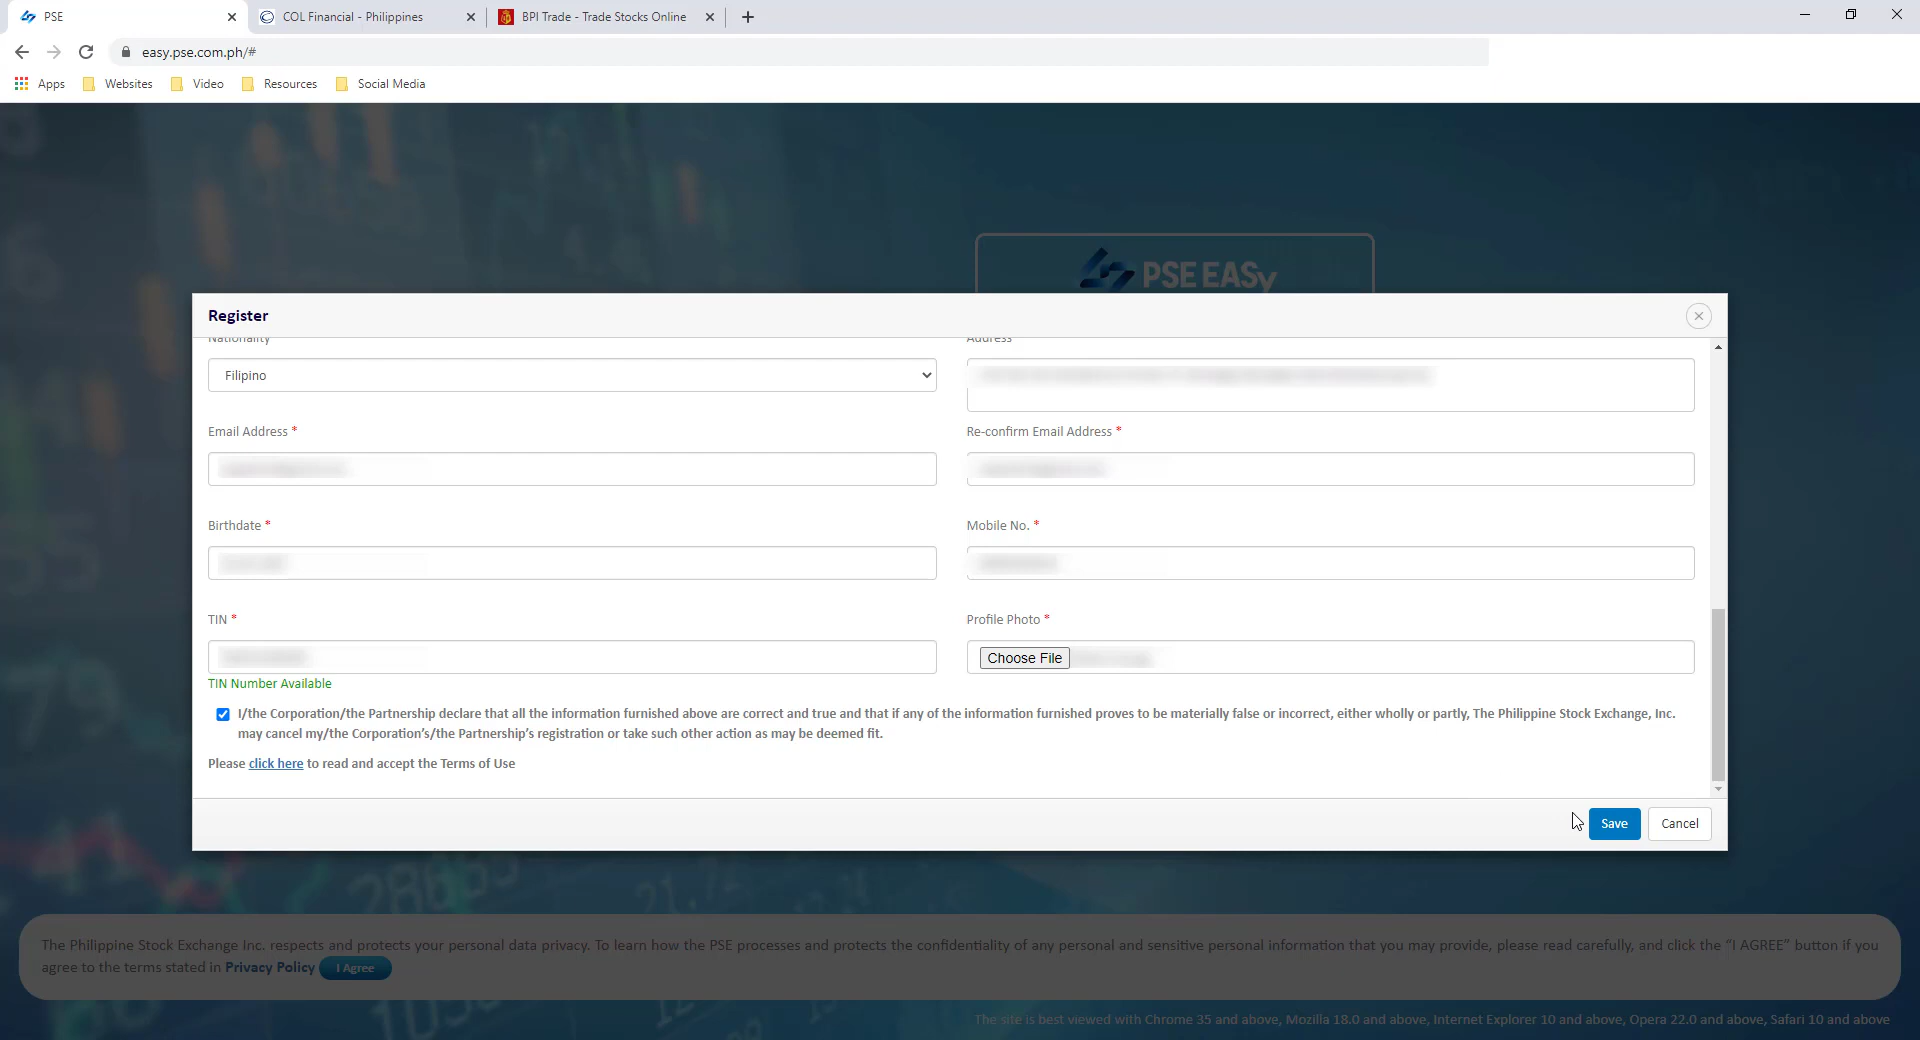 PSE
COL Financial - Philippines
BPI Trade - Trade Stocks Online
easy.pse.com.ph/#
Apps
Websites
Video
Resources
Social Media
PSE EASy
Register
Nationality
Address
Filipino
Email Address *
Re-confirm Email Address *
Birthdate *
Mobile No. *
TIN *
Profile Photo *
Choose File
TIN Number Available
I/the Corporation/the Partnership declare that all the information furnished above are correct and true and that if any of the information furnished proves to be materially false or incorrect, either wholly or partly, The Philippine Stock Exchange, Inc.
may cancel my/the Corporation's/the Partnership's registration or take such other action as may be deemed fit.
Please click here to read and accept the Terms of Use
Save
Cancel
The Philippine Stock Exchange Inc. respects and protects your personal data privacy. To learn how the PSE processes and protects the confidentiality of any personal and sensitive personal information that you may provide, please read carefully, and click the “I AGREE” button if you
agree to the terms stated in Privacy Policy I Agree
The site is best viewed with Chrome 35 and above, Mozilla 18.0 and above, Internet Explorer 10 and above, Opera 22.0 and above, Safari 10 and above